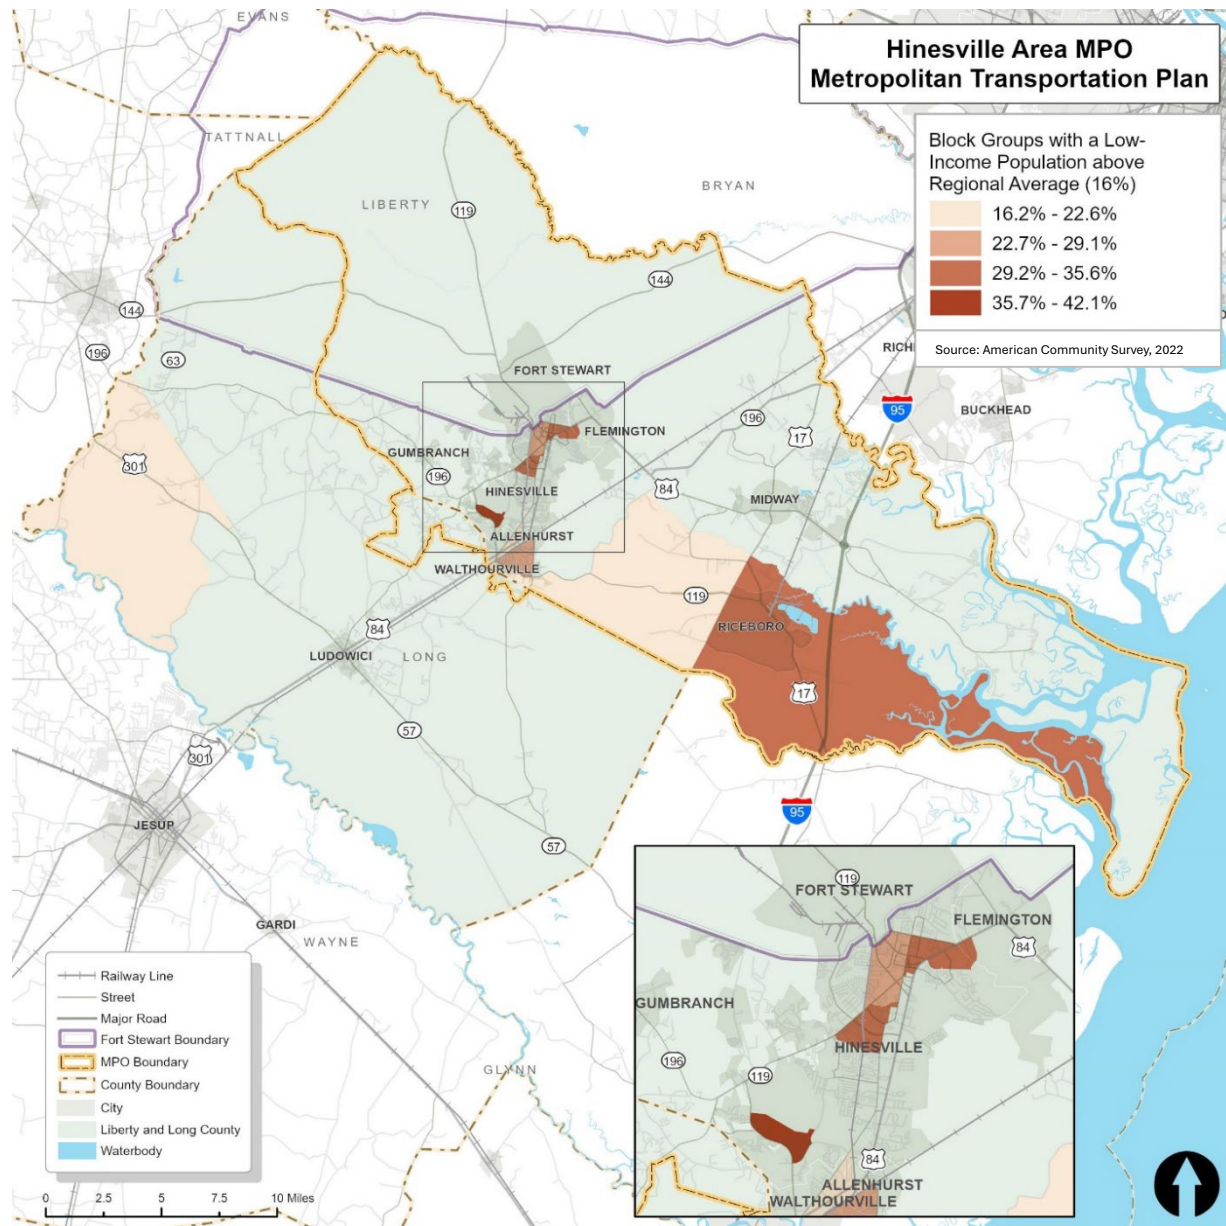 EVANS
Hinesville Area MPO
Metropolitan Transportation Plan
TATTNALL
Block Groups with a Low-
Income Population above
Regional Average (16%)
16.2% - 22.6%
22.7% - 29.1%
29.2% - 35.6%
35.7% - 42.1%
Source: American Community Survey, 2022
BRYAN
LIBERTY
119
144
144
196
63
RICH
FORT STEWART
95
BUCKHEAD
196
17
FLEMINGTON
GUMBRANCH
301
196
84
HINESVILLE
MIDWAY
ALLENHURST
WALTHOURVILLE
119
RICEBORO
84
LUDOWICI
LONG
17
57
301
95
JESUP
57
GARDI
WAYNE
GLYNN
Railway Line
Street
Major Road
Fort Stewart Boundary
MPO Boundary
County Boundary
City
Liberty and Long County
Waterbody
0 2.5 5 7.5 10 Miles
119
FORT STEWART
FLEMINGTON
84
GUMBRANCH
HINESVILLE
196
119
84
ALLENHURST
WALTHOURVILLE